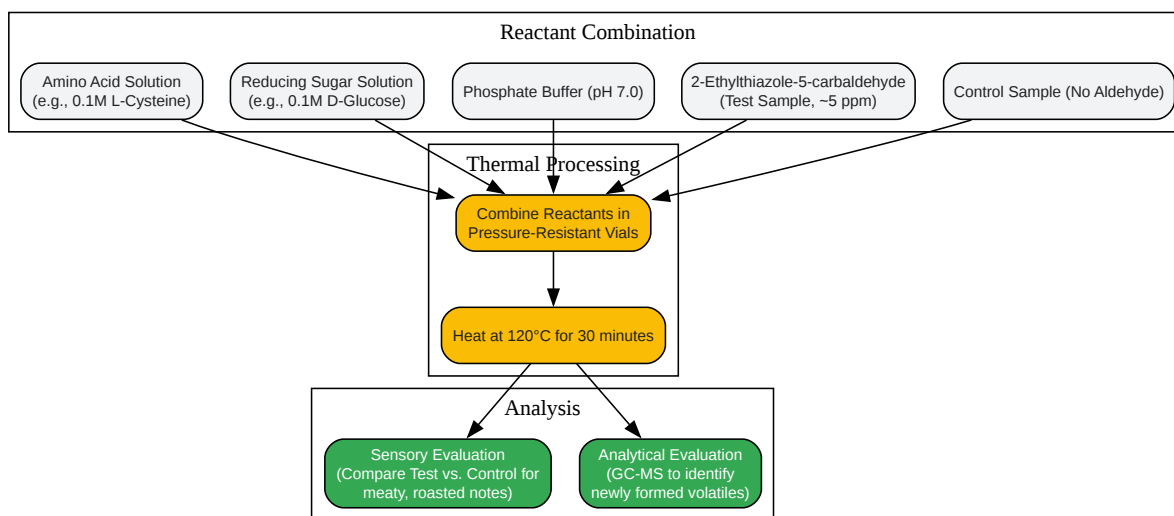 Reactant Combination
Amino Acid Solution
(e.g., 0.1M L-Cysteine)
Reducing Sugar Solution
(e.g., 0.1M D-Glucose)
Phosphate Buffer (pH 7.0)
2-Ethylthiazole-5-carbaldehyde
(Test Sample, ~5 ppm)
Control Sample (No Aldehyde)
Thermal Processing
Combine Reactants in
Pressure-Resistant Vials
Heat at 120°C for 30 minutes
Analysis
Sensory Evaluation
(Compare Test vs. Control for
meaty, roasted notes)
Analytical Evaluation
(GC-MS to identify
newly formed volatiles)